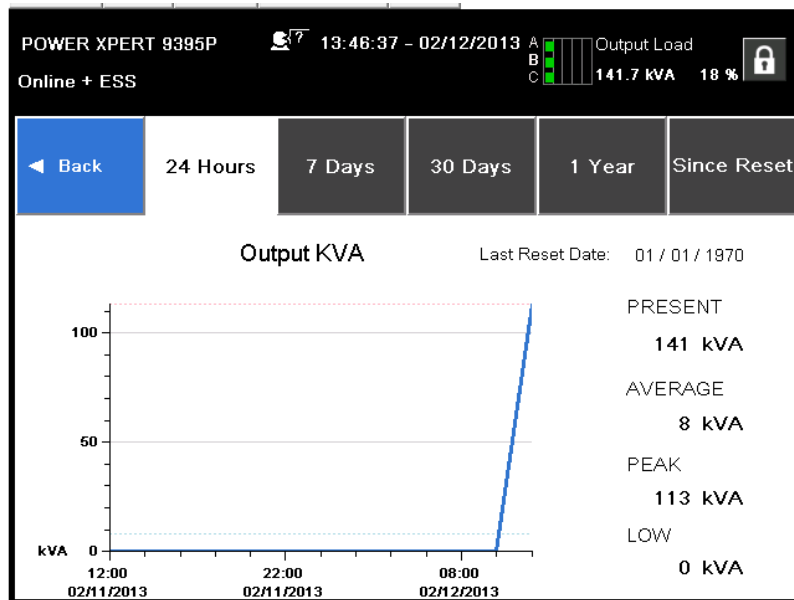 POWER XPERT 9395P
? 13:46:37 - 02/12/2013
A
B
C
Output Load
141.7 kVA 18 %
Online + ESS
Back
24 Hours
7 Days
30 Days
1 Year
Since Reset
Output KVA
Last Reset Date: 01 / 01 / 1970
100
50
kVA 0
12:00
02/11/2013
22:00
02/11/2013
08:00
02/12/2013
PRESENT
141 kVA
AVERAGE
8 kVA
PEAK
113 kVA
LOW
0 kVA